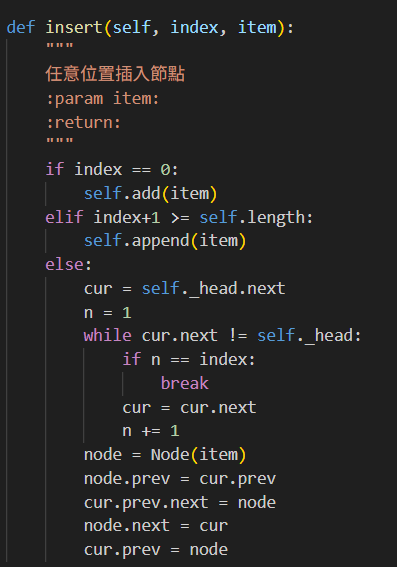 def insert(self, index, item):
    """
    任意位置插入節點
    :param item:
    :return:
    """
    if index == 0:
        self.add(item)
    elif index+1 >= self.length:
        self.append(item)
    else:
        cur = self._head.next
        n = 1
        while cur.next != self._head:
            if n == index:
                break
            cur = cur.next
            n += 1
        node = Node(item)
        node.prev = cur.prev
        cur.prev.next = node
        node.next = cur
        cur.prev = node